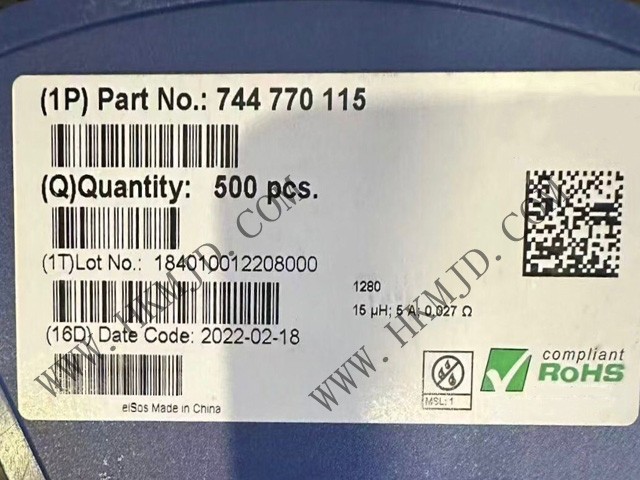 (1P) Part No.: 744 770 115
(Q)Quantity: 500 pcs.
(1T)Lot No.: 184010012208000
1280
15 µH; 5 A; 0,027 Ω
(16D) Date Code: 2022-02-18
MSL: 1
compliant
RoHS
eiSos Made in China
WWW.HKMJD.COM
WWW.HKMJD.COM